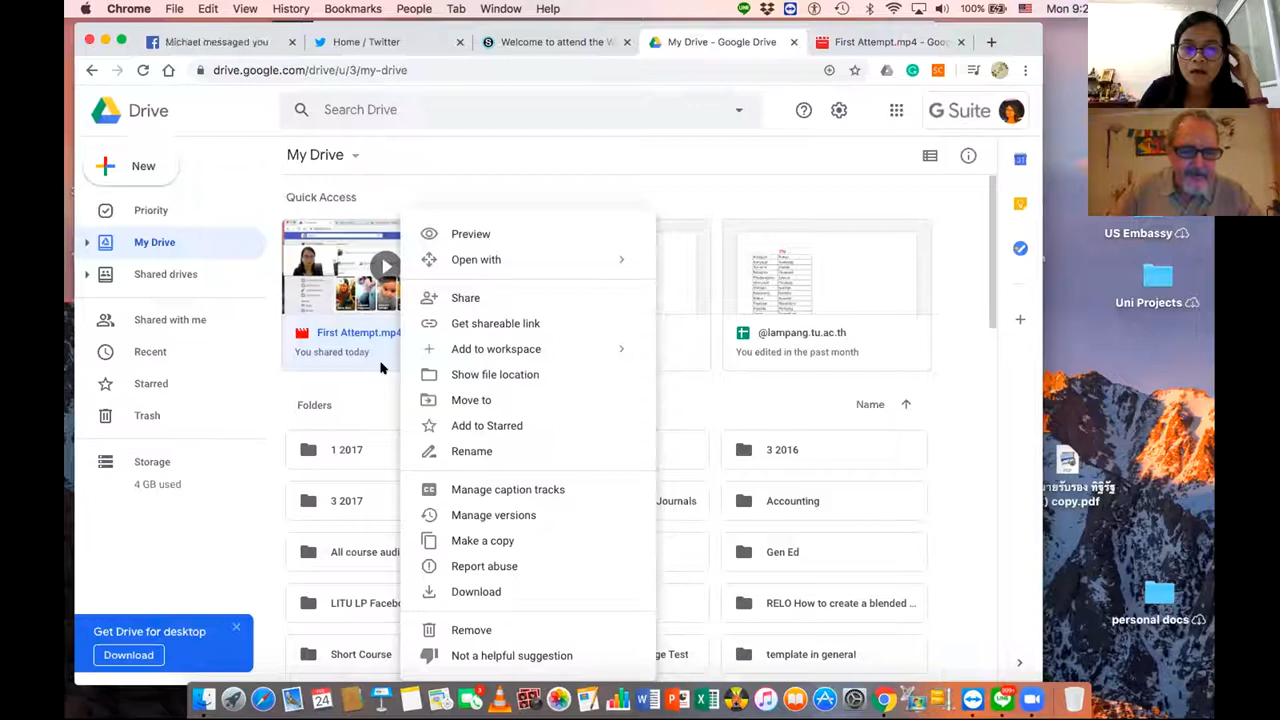 Chrome File Edit View History Bookmarks People Tab Window Help 100% Mon 9:2
Michael messaged you
Home / Twitter
Welcome to attend the W
My Drive - Google Drive
First Attempt.mp4 - Goo
drive.google.com/drive/u/3/my-drive
Drive
Search Drive
G Suite
New
Priority
My Drive
Shared drives
Shared with me
Recent
Starred
Trash
Storage
4 GB used
Get Drive for desktop
Download
My Drive
Quick Access
First Attempt.mp4
You shared today
@lampang.tu.ac.th
You edited in the past month
Folders
Name
1 2017
3 2016
3 2017
Journals
Accounting
All course audi
Gen Ed
LITU LP Facebo
RELO How to create a blended ...
Short Course
ge Test
template in general
Preview
Open with
Share
Get shareable link
Add to workspace
Show file location
Move to
Add to Starred
Rename
Manage caption tracks
Manage versions
Make a copy
Report abuse
Download
Remove
Not a helpful suggestion
US Embassy
Uni Projects
copy.pdf
personal docs